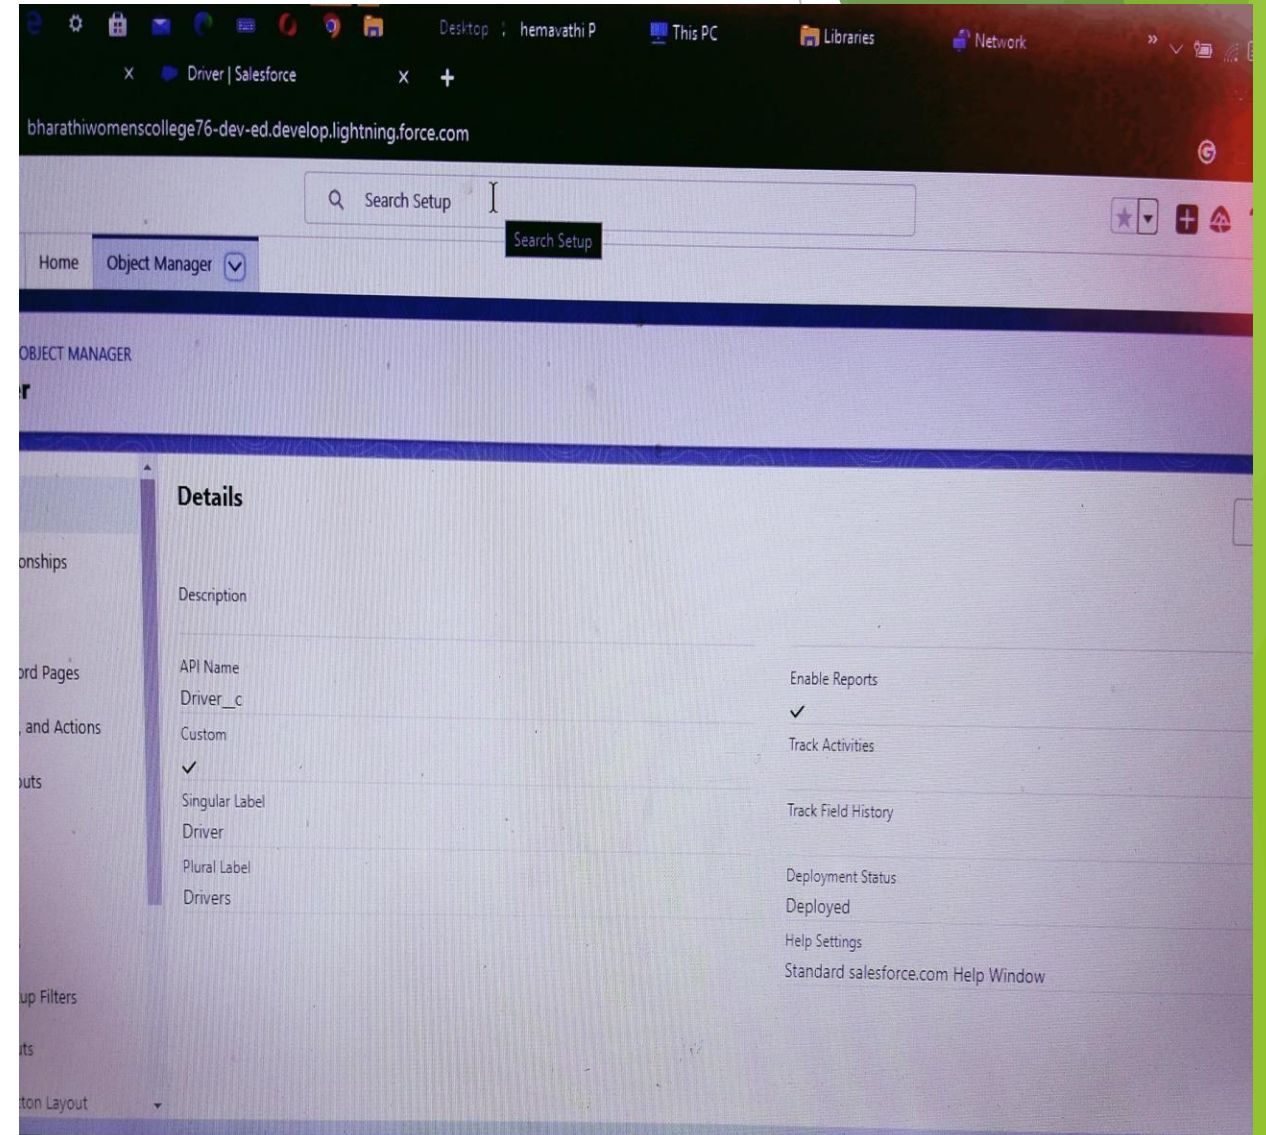 Desktop
hemavathi P
This PC
Libraries
Network
»
Driver | Salesforce
bharathiwomenscollege76-dev-ed.develop.lightning.force.com
Search Setup
Search Setup
Home
Object Manager
OBJECT MANAGER
r
Details
onships
Description
ord Pages
API Name
Driver__c
Enable Reports
, and Actions
Custom
Track Activities
outs
Singular Label
Driver
Track Field History
Plural Label
Drivers
Deployment Status
Deployed
Help Settings
Standard salesforce.com Help Window
up Filters
uts
ton Layout